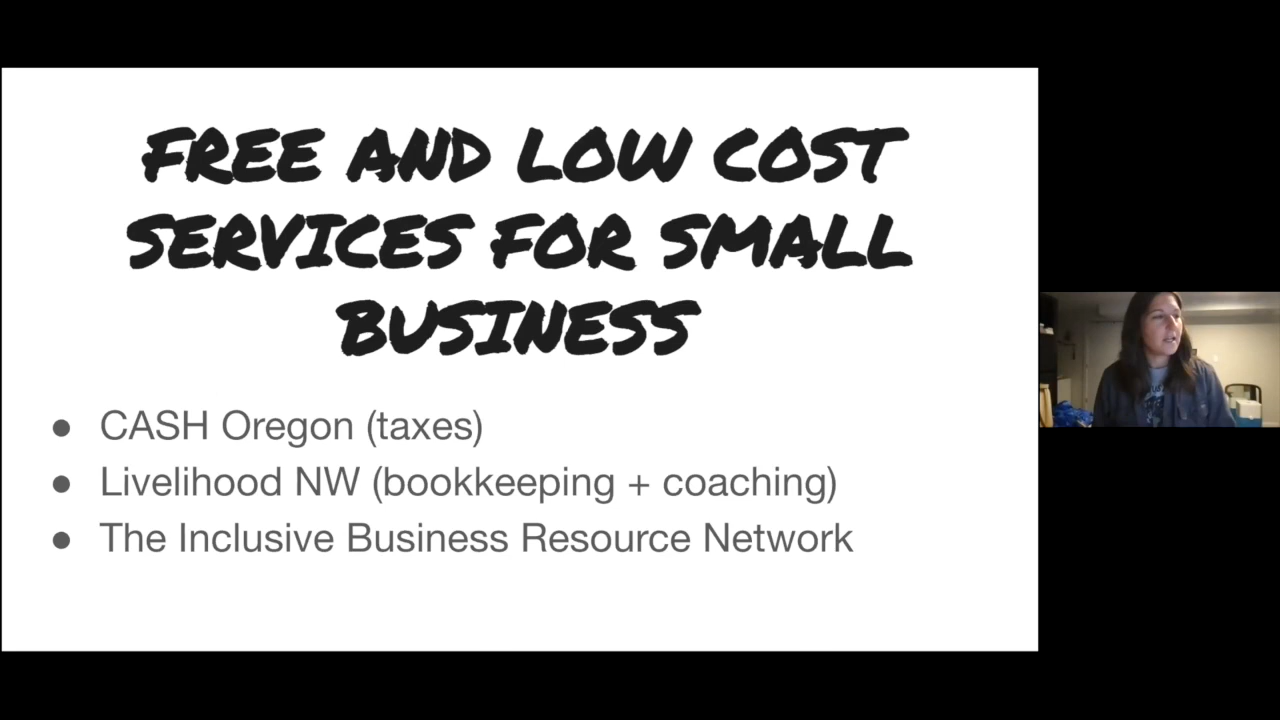 FREE AND LOW COST
SERVICES FOR SMALL
BUSINESS
● CASH Oregon (taxes)
● Livelihood NW (bookkeeping + coaching)
● The Inclusive Business Resource Network